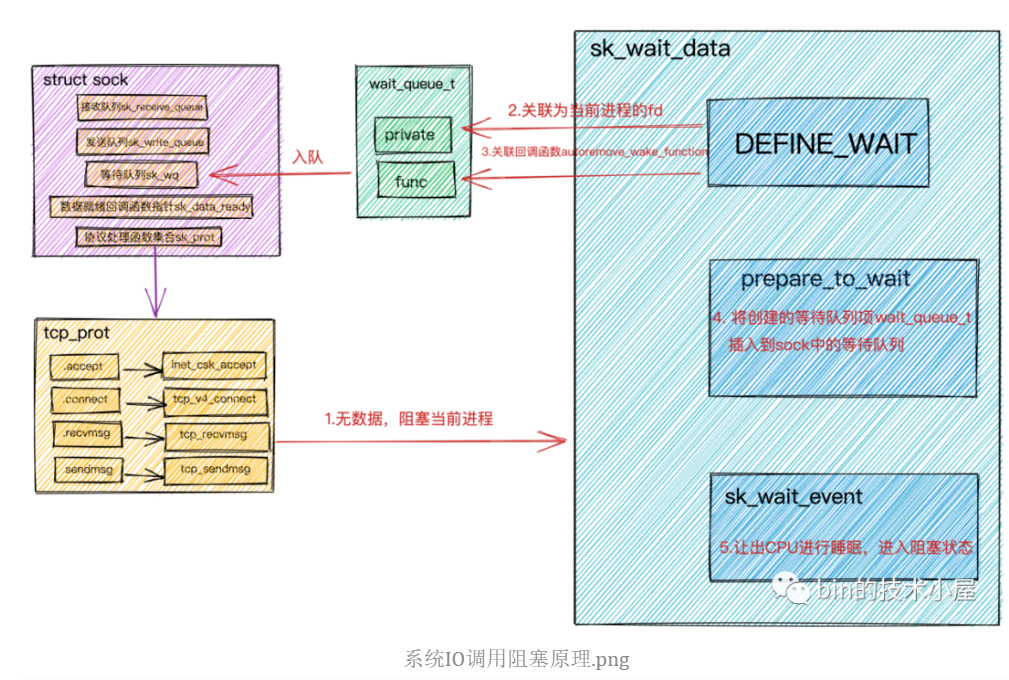 struct sock
接收队列sk_receive_queue
发送队列sk_write_queue
等待队列sk_wq
数据就绪回调函数指针sk_data_ready
协议处理函数集合sk_prot
入队
wait_queue_t
private
func
2.关联为当前进程的fd
3.关联回调函数autoremove_wake_function
sk_wait_data
DEFINE_WAIT
prepare_to_wait
4. 将创建的等待队列项wait_queue_t
插入到sock中的等待队列
sk_wait_event
5.让出CPU进行睡眠，进入阻塞状态
tcp_prot
.accept
inet_csk_accept
.connect
tcp_v4_connect
.recvmsg
tcp_recvmsg
.sendmsg
tcp_sendmsg
1.无数据，阻塞当前进程
bin的技术小屋
系统IO调用阻塞原理.png